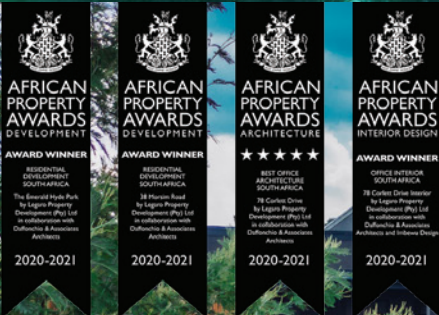 AFRICAN
PROPERTY
AWARDS
DEVELOPMENT
AWARD WINNER
RESIDENTIAL
DEVELOPMENT
SOUTH AFRICA
The Emerald Hyde Park
by Legaro Property
Development (Pty) Ltd
in collaboration with
Daffonchio & Associates
Architects
2020-2021
AFRICAN
PROPERTY
AWARDS
DEVELOPMENT
AWARD WINNER
RESIDENTIAL
DEVELOPMENT
SOUTH AFRICA
38 Morsim Road
by Legaro Property
Development (Pty) Ltd
in collaboration with
Daffonchio & Associates
Architects
2020-2021
AFRICAN
PROPERTY
AWARDS
ARCHITECTURE
★★★★★
BEST OFFICE
ARCHITECTURE
SOUTH AFRICA
78 Corlett Drive
by Legaro Property
Development (Pty) Ltd
in collaboration with
Daffonchio & Associates
Architects
2020-2021
AFRICAN
PROPERTY
AWARDS
INTERIOR DESIGN
AWARD WINNER
OFFICE INTERIOR
SOUTH AFRICA
78 Corlett Drive Interior
by Legaro Property
Development (Pty) Ltd
in collaboration with
Daffonchio & Associates
Architects and Imbewu Design
2020-2021